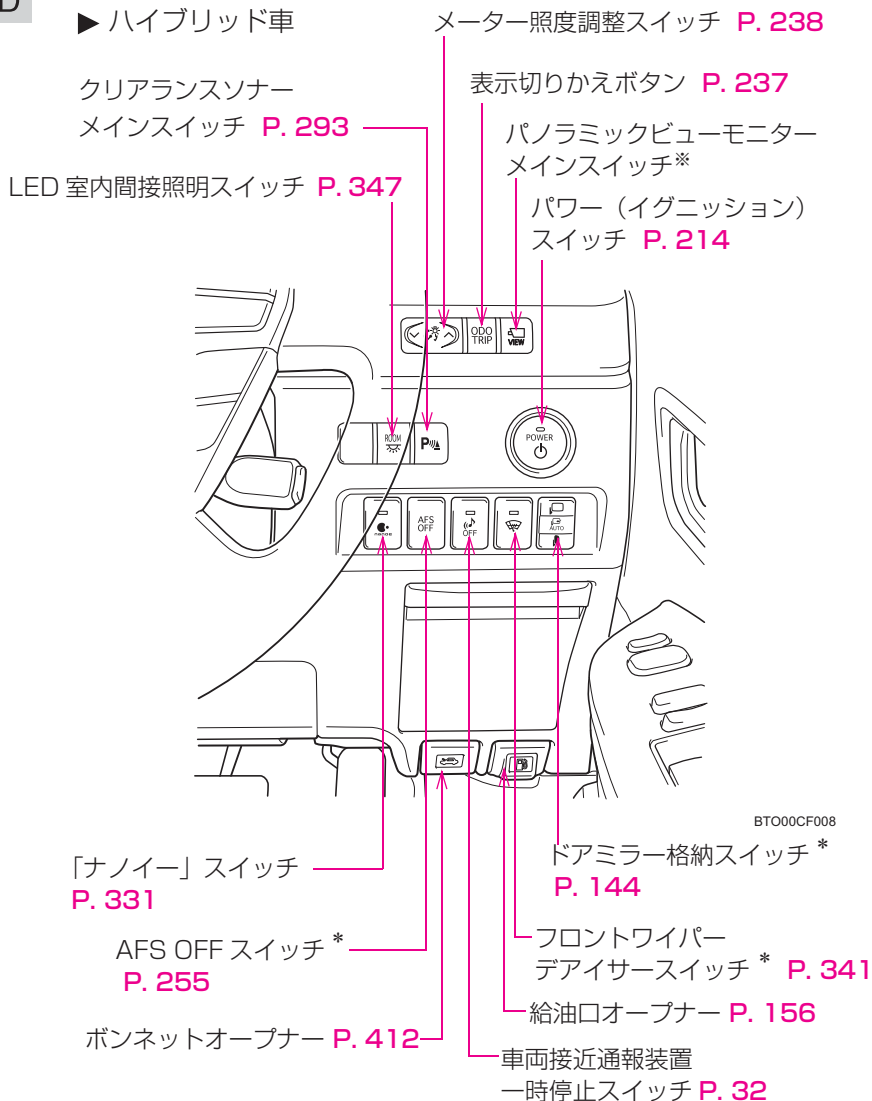 D
▶ ハイブリッド車
メーター照度調整スイッチ P. 238
クリアランスソナー
メインスイッチ P. 293
表示切りかえボタン P. 237
パノラミックビューモニター
メインスイッチ※
LED 室内間接照明スイッチ P. 347
パワー（イグニッション）
スイッチ P. 214
ODO
TRIP
VIEW
ROOM
P
POWER
nanoe
AFS
OFF
OFF
AUTO
BTO00CF008
「ナノイー」スイッチ
P. 331
ドアミラー格納スイッチ *
P. 144
AFS OFF スイッチ *
P. 255
フロントワイパー
デアイサースイッチ * P. 341
給油口オープナー P. 156
ボンネットオープナー P. 412
車両接近通報装置
一時停止スイッチ P. 32